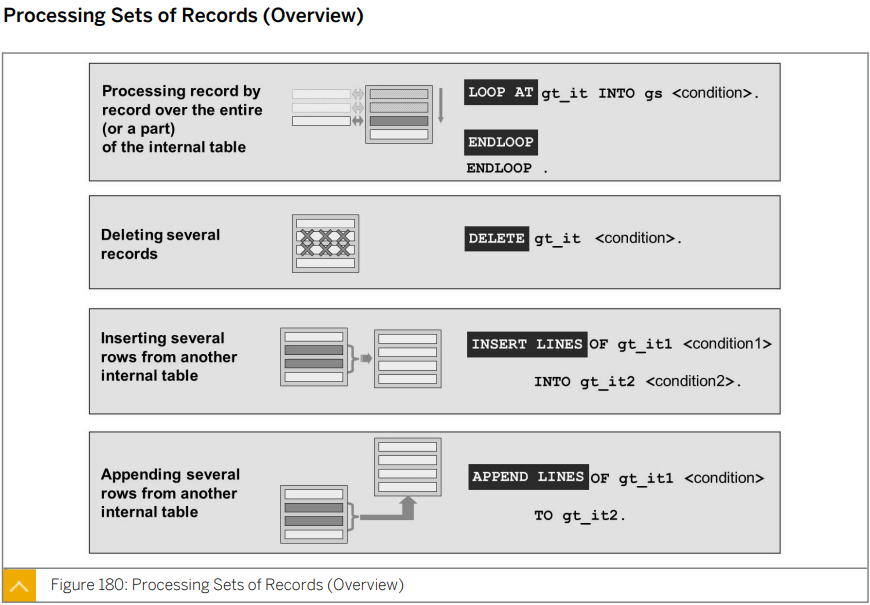 Processing Sets of Records (Overview)
Processing record by
record over the entire
(or a part)
of the internal table
LOOP AT gt_it INTO gs <condition>.
ENDLOOP
ENDLOOP .
Deleting several
records
DELETE gt_it <condition>.
Inserting several
rows from another
internal table
INSERT LINES OF gt_it1 <condition1>
INTO gt_it2 <condition2>.
Appending several
rows from another
internal table
APPEND LINES OF gt_it1 <condition>
TO gt_it2.
Figure 180: Processing Sets of Records (Overview)